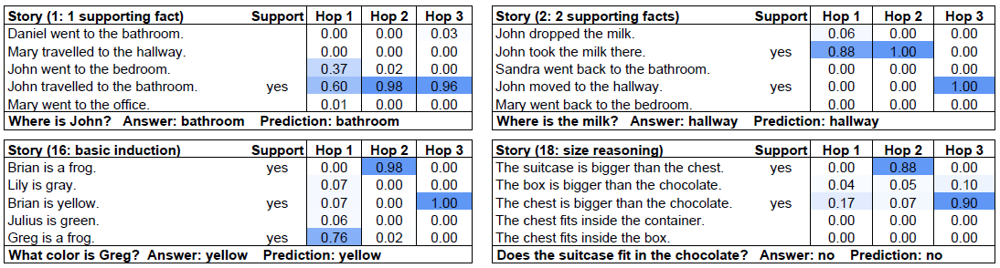 Story (1: 1 supporting fact) Support Hop 1 Hop 2 Hop 3
Daniel went to the bathroom. 0.00 0.00 0.03
Mary travelled to the hallway. 0.00 0.00 0.00
John went to the bedroom. 0.37 0.02 0.00
John travelled to the bathroom. yes 0.60 0.98 0.96
Mary went to the office. 0.01 0.00 0.00
Where is John? Answer: bathroom Prediction: bathroom
Story (2: 2 supporting facts) Support Hop 1 Hop 2 Hop 3
John dropped the milk. 0.06 0.00 0.00
John took the milk there. yes 0.88 1.00 0.00
Sandra went back to the bathroom. 0.00 0.00 0.00
John moved to the hallway. yes 0.00 0.00 1.00
Mary went back to the bedroom. 0.00 0.00 0.00
Where is the milk? Answer: hallway Prediction: hallway
Story (16: basic induction) Support Hop 1 Hop 2 Hop 3
Brian is a frog. yes 0.00 0.98 0.00
Lily is gray. 0.07 0.00 0.00
Brian is yellow. yes 0.07 0.00 1.00
Julius is green. 0.06 0.00 0.00
Greg is a frog. yes 0.76 0.02 0.00
What color is Greg? Answer: yellow Prediction: yellow
Story (18: size reasoning) Support Hop 1 Hop 2 Hop 3
The suitcase is bigger than the chest. yes 0.00 0.88 0.00
The box is bigger than the chocolate. 0.04 0.05 0.10
The chest is bigger than the chocolate. yes 0.17 0.07 0.90
The chest fits inside the container. 0.00 0.00 0.00
The chest fits inside the box. 0.00 0.00 0.00
Does the suitcase fit in the chocolate? Answer: no Prediction: no